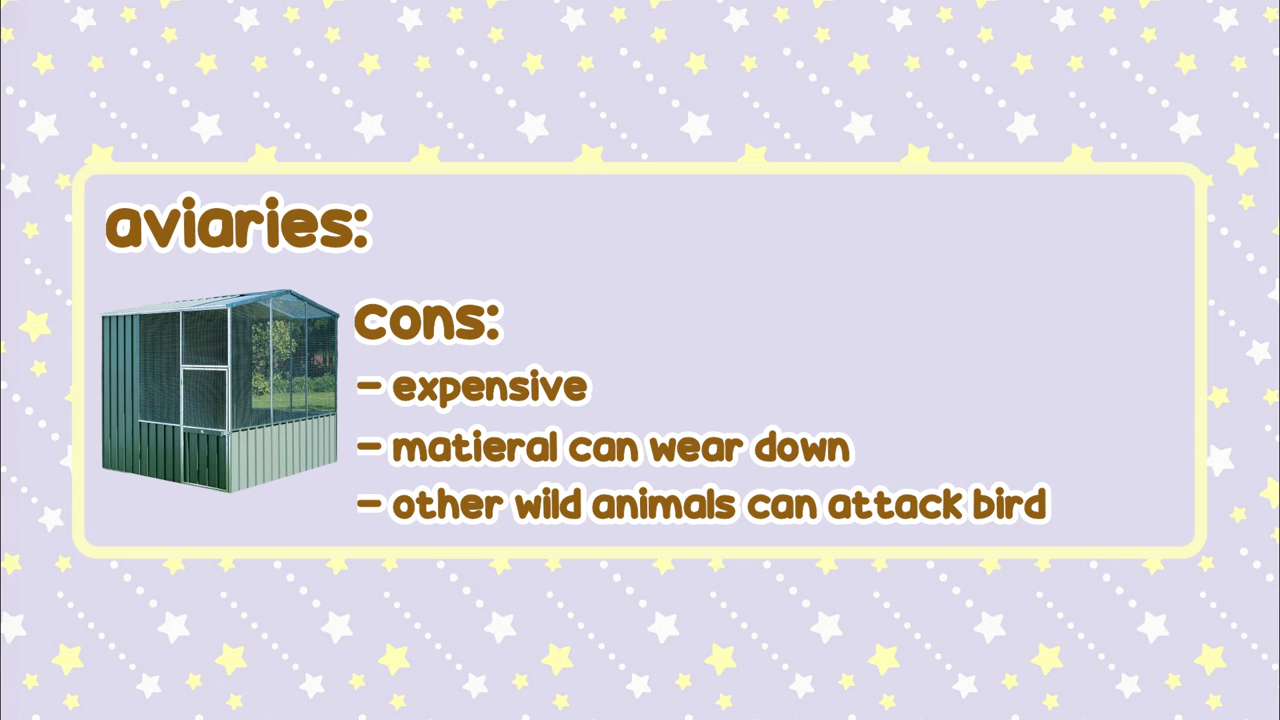 aviaries:
cons:
- expensive
- matieral can wear down
- other wild animals can attack bird